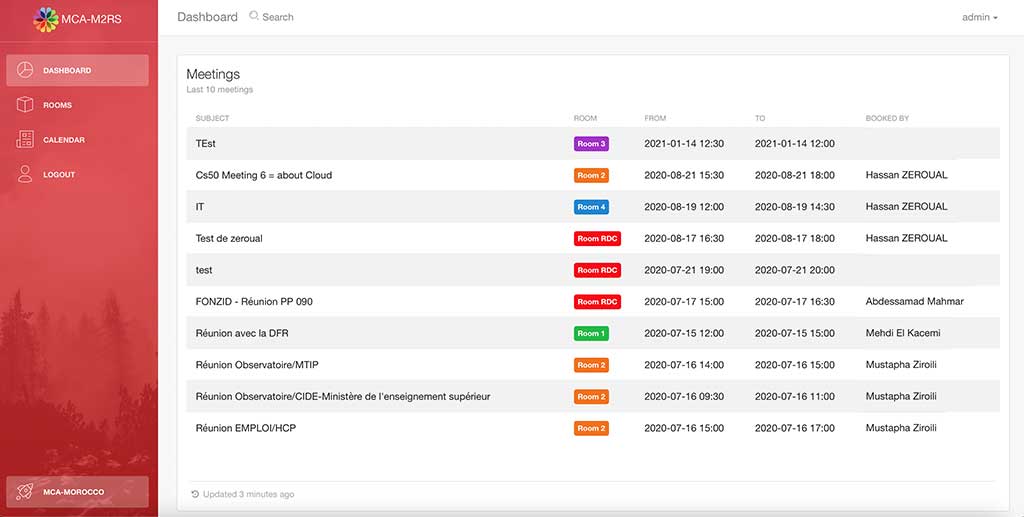 MCA-M2RS
Dashboard Search admin
DASHBOARD
ROOMS
CALENDAR
LOGOUT
MCA-MOROCCO
Meetings
Last 10 meetings
SUBJECT ROOM FROM TO BOOKED BY
TEst Room 3 2021-01-14 12:30 2021-01-14 12:00
Cs50 Meeting 6 = about Cloud Room 2 2020-08-21 15:30 2020-08-21 18:00 Hassan ZEROUAL
IT Room 4 2020-08-19 12:00 2020-08-19 14:30 Hassan ZEROUAL
Test de zeroual Room RDC 2020-08-17 16:30 2020-08-17 18:00 Hassan ZEROUAL
test Room RDC 2020-07-21 19:00 2020-07-21 20:00
FONZID - Réunion PP 090 Room RDC 2020-07-17 15:00 2020-07-17 16:30 Abdessamad Mahmar
Réunion avec la DFR Room 1 2020-07-15 12:00 2020-07-15 15:00 Mehdi El Kacemi
Réunion Observatoire/MTIP Room 2 2020-07-16 14:00 2020-07-16 15:00 Mustapha Ziroili
Réunion Observatoire/CIDE-Ministère de l'enseignement supérieur Room 2 2020-07-16 09:30 2020-07-16 11:00 Mustapha Ziroili
Réunion EMPLOI/HCP Room 2 2020-07-16 15:00 2020-07-16 17:00 Mustapha Ziroili
Updated 3 minutes ago